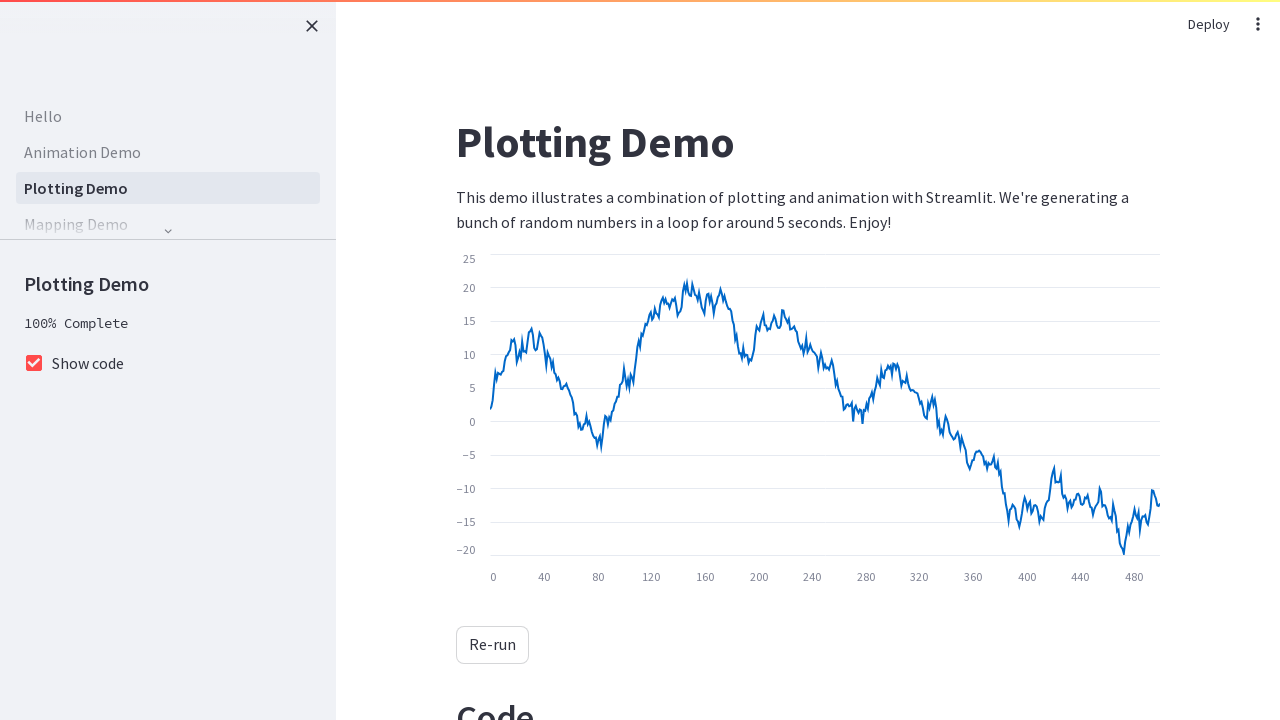 Deploy
Hello
Animation Demo
Plotting Demo
Mapping Demo
Plotting Demo
100% Complete
Show code
Plotting Demo
This demo illustrates a combination of plotting and animation with Streamlit. We're generating a
bunch of random numbers in a loop for around 5 seconds. Enjoy!
25
20
15
10
5
0
−5
−10
−15
−20
0 40 80 120 160 200 240 280 320 360 400 440 480
Re-run
Code